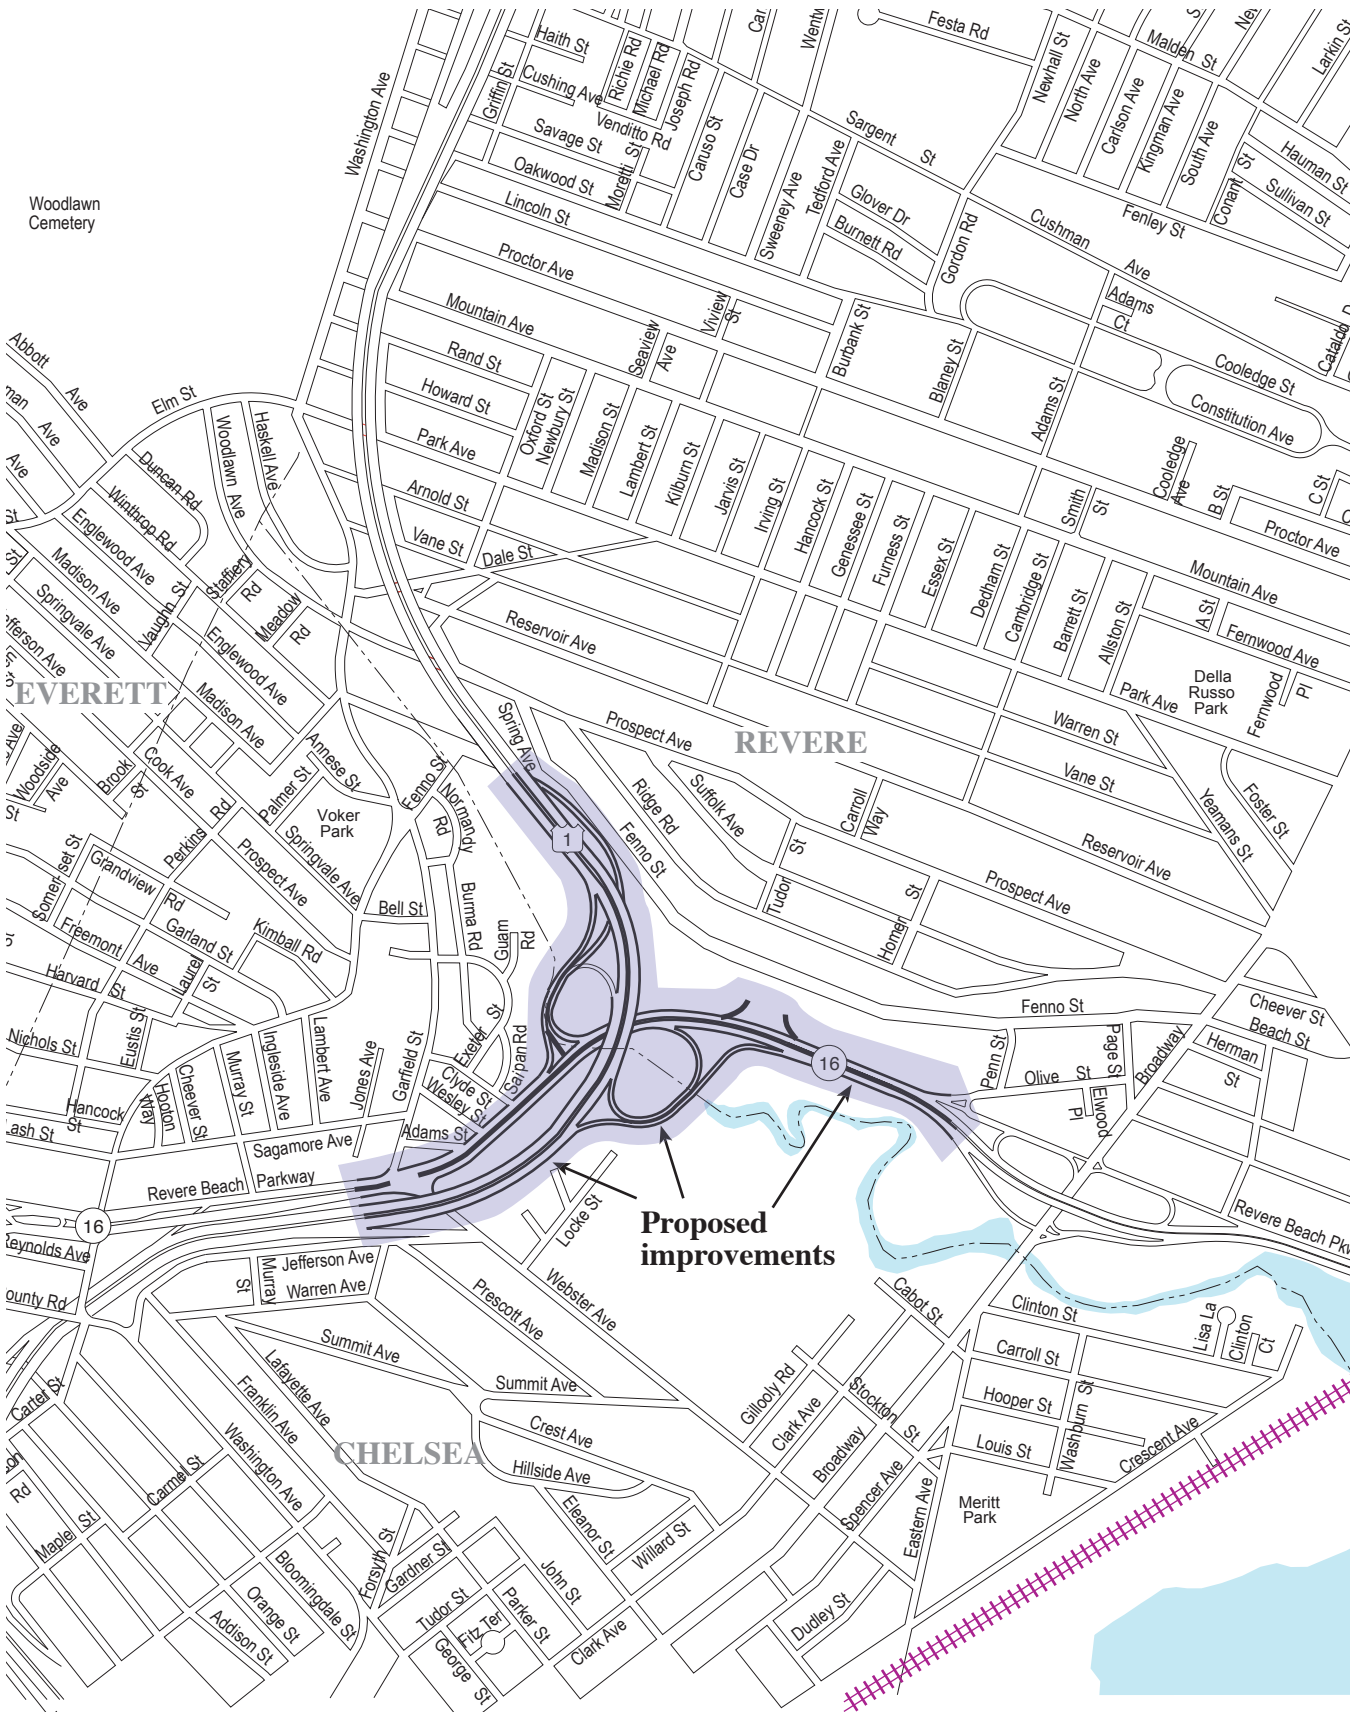 Haith St
Richie Rd
Michael Rd
Joseph Rd
Car
Wentw
Festa Rd
Newhall St
North Ave
Malden St
Larkin St
Washington Ave
Griffin St
Cushing Ave
Venditto Rd
Savage St
Moretti St
Oakwood St
Caruso St
Case Dr
Sweeney Ave
Tedford Ave
Sargent St
Carlson Ave
Kingman Ave
South Ave
Conant St
Hauman St
Sullivan St
Woodlawn
Cemetery
Lincoln St
Glover Dr
Burnett Rd
Gordon Rd
Cushman Ave
Fenley St
Proctor Ave
Mountain Ave
Viview St
Seaview Ave
Burbank St
Blaney St
Adams Ct
Adams St
Cooledge St
Constitution Ave
Abbott Ave
man Ave
Ave
Elm St
Rand St
Howard St
Park Ave
Oxford St
Newbury St
Madison St
Lambert St
Kilburn St
Jarvis St
Irving St
Hancock St
Genessee St
Furness St
Essex St
Dedham St
Cambridge St
Barrett St
Allston St
Smith St
Cooledge Ave
B St
C St
Proctor Ave
Mountain Ave
A St
Fernwood Ave
Fernwood Pl
Della
Russo
Park
Park Ave
Haskell Ave
Woodlawn Ave
Duncan Rd
Winthrop Rd
Englewood Ave
Madison Ave
Springvale Ave
efferson Ave
Vaughn St
Staffiery Rd
Meadow Rd
Englewood Ave
Madison Ave
Arnold St
Vane St
Dale St
Reservoir Ave
EVERETT
REVERE
Spring Ave
Prospect Ave
Warren St
Vane St
Yeamans St
Foster St
Reservoir Ave
Prospect Ave
Woodside Ave
Brook St
Cook Ave
Perkins Rd
Palmer St
Annese St
Voker
Park
Fenno St
Normandy Rd
Springvale Ave
Prospect Ave
1
Ridge Rd
Suffolk Ave
Fenno St
Carroll Way
Tudor St
Homer St
Somerset St
Grandview Rd
Freemont Ave
Garland St
Kimball Rd
Laurel St
Harvard St
Bell St
Burma Rd
Guam Rd
Nichols St
Eustis St
Ingleside Ave
Lambert Ave
Murray St
Cheever St
Hooton Way
Hancock St
Lash St
Jones Ave
Garfield St
Exeter St
Saipan Rd
Clyde St
Wesley St
Adams St
Sagamore Ave
Revere Beach Parkway
16
Fenno St
16
Penn St
Page St
Olive St
Elwood Pl
Broadway
Cheever St
Beach St
Herman St
Revere Beach Pkw
Reynolds Ave
ounty Rd
Jefferson Ave
Murray St
Warren Ave
Locke St
Proposed
improvements
Webster Ave
Prescott Ave
Summit Ave
Summit Ave
Lafayette Ave
Franklin Ave
Washington Ave
Carter St
Carmel St
Maple St
Rd
CHELSEA
Crest Ave
Hillside Ave
Eleanor St
Willard St
Gillooly Rd
Clark Ave
Stockton St
Broadway
Spencer Ave
Eastern Ave
Cabot St
Clinton St
Carroll St
Hooper St
Louis St
Washburn St
Crescent Ave
Lisa La
Clinton Ct
Meritt
Park
Forsyth St
Gardner St
Bloomingdale St
Orange St
Addison St
Tudor St
Fitz Ter
George St
Parker St
John St
Clark Ave
Dudley St